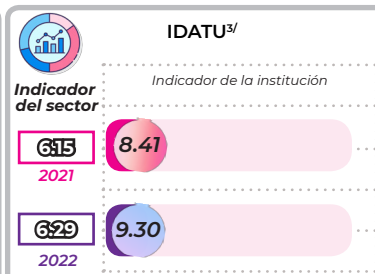 IDATU3/
Indicador
del sector
Indicador de la institución
6.15
8.41
2021
6.29
9.30
2022